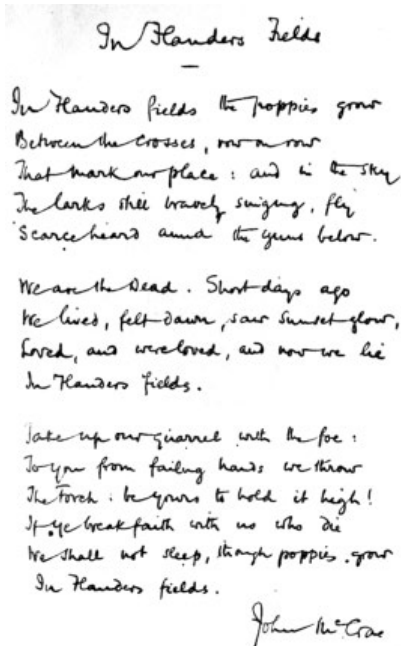 In Flanders Fields
In Flanders fields the poppies grow
Between the crosses, row on row
That mark our place : and in the sky
The larks still bravely singing, fly
Scarce heard amid the guns below.
We are the Dead. Short days ago
We lived, felt dawn, saw sunset glow,
Loved, and were loved, and now we lie
In Flanders fields.
Take up our quarrel with the foe :
To you from failing hands we throw
The Torch : be yours to hold it high!
If ye break faith with us who die
We shall not sleep, though poppies grow
In Flanders fields.
John McCrae